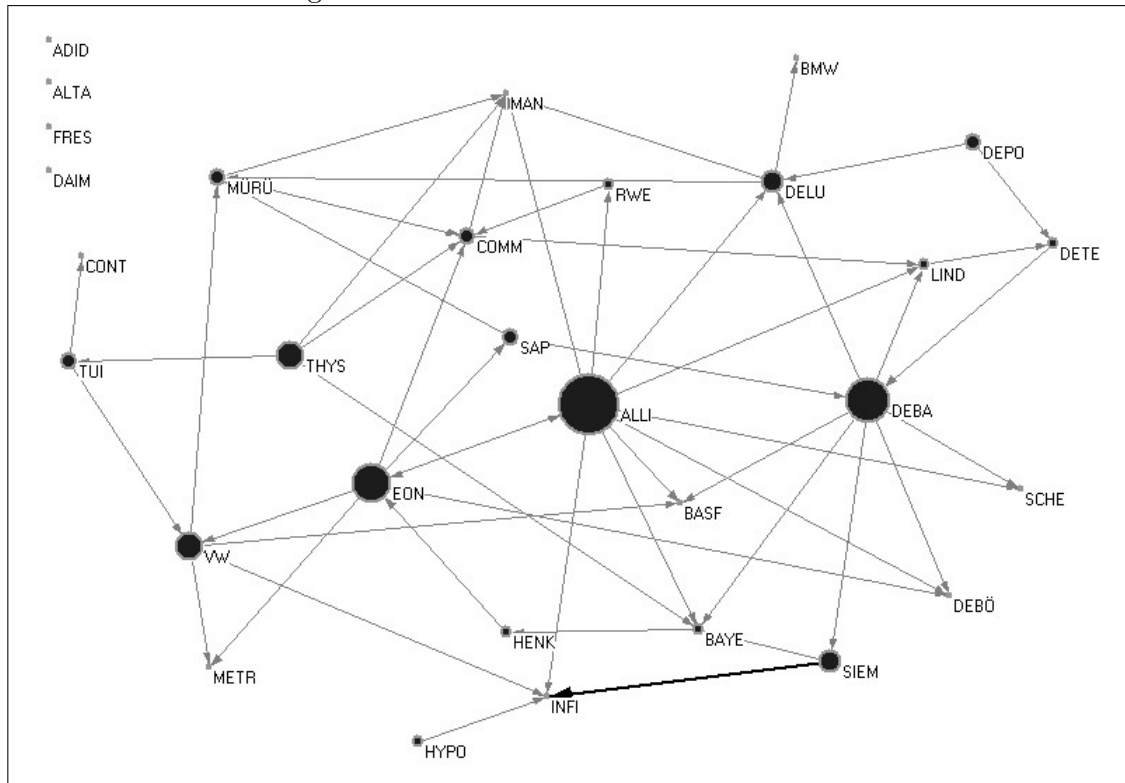 ADID
ALTA
FRES
DAIM
BMW
IMAN
DEPO
MÜRÜ
RWE
DELU
COMM
DETE
LIND
CONT
SAP
THYS
TUI
ALLI
DEBA
EON
SCHE
BASF
VW
DEBÖ
HENK
BAYE
METR
SIEM
INFI
HYPO